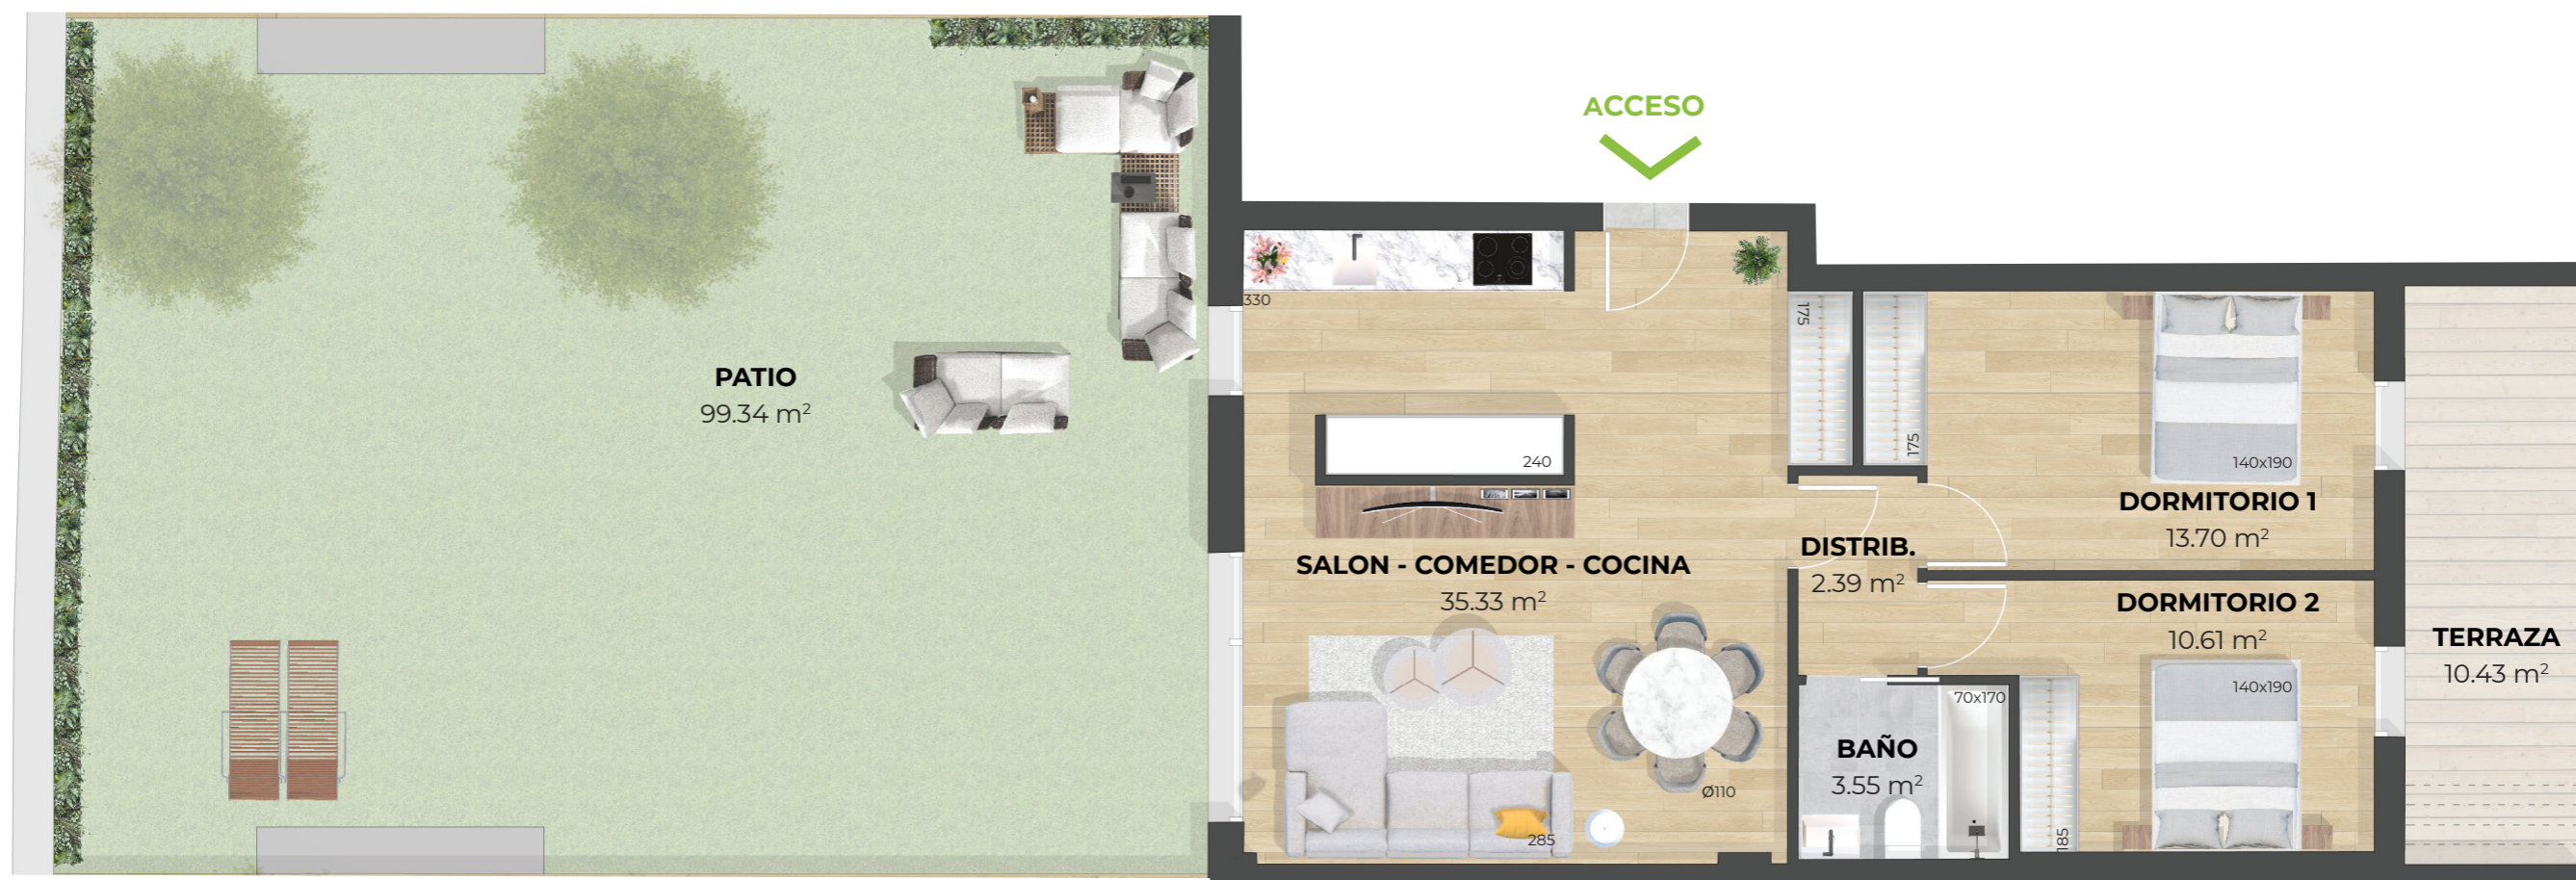 ACCESO
330
175
175
PATIO
99.34 m²
240
140x190
DORMITORIO 1
13.70 m²
SALON - COMEDOR - COCINA
35.33 m²
DISTRIB.
2.39 m²
DORMITORIO 2
10.61 m²
TERRAZA
10.43 m²
140x190
70x170
BAÑO
3.55 m²
Ø110
285
185